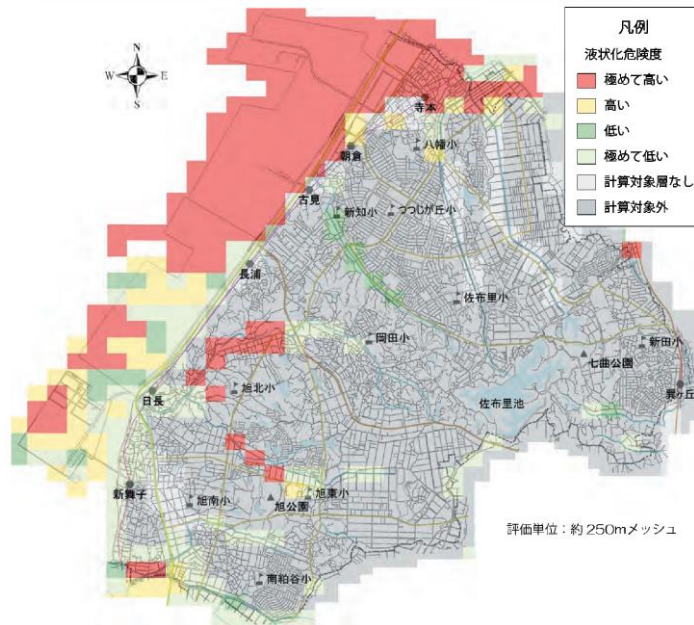 凡例
液状化危険度
極めて高い
高い
低い
極めて低い
計算対象層なし
計算対象外
N
W
E
S
寺本
朝倉
八幡小
古見
新知小
つつじが丘小
長浦
佐布里小
岡田小
新田小
七曲公園
巽ヶ丘
日長
旭北小
佐布里池
新舞子
旭南小
旭公園
旭東小
南粕谷小
評価単位：約250mメッシュ